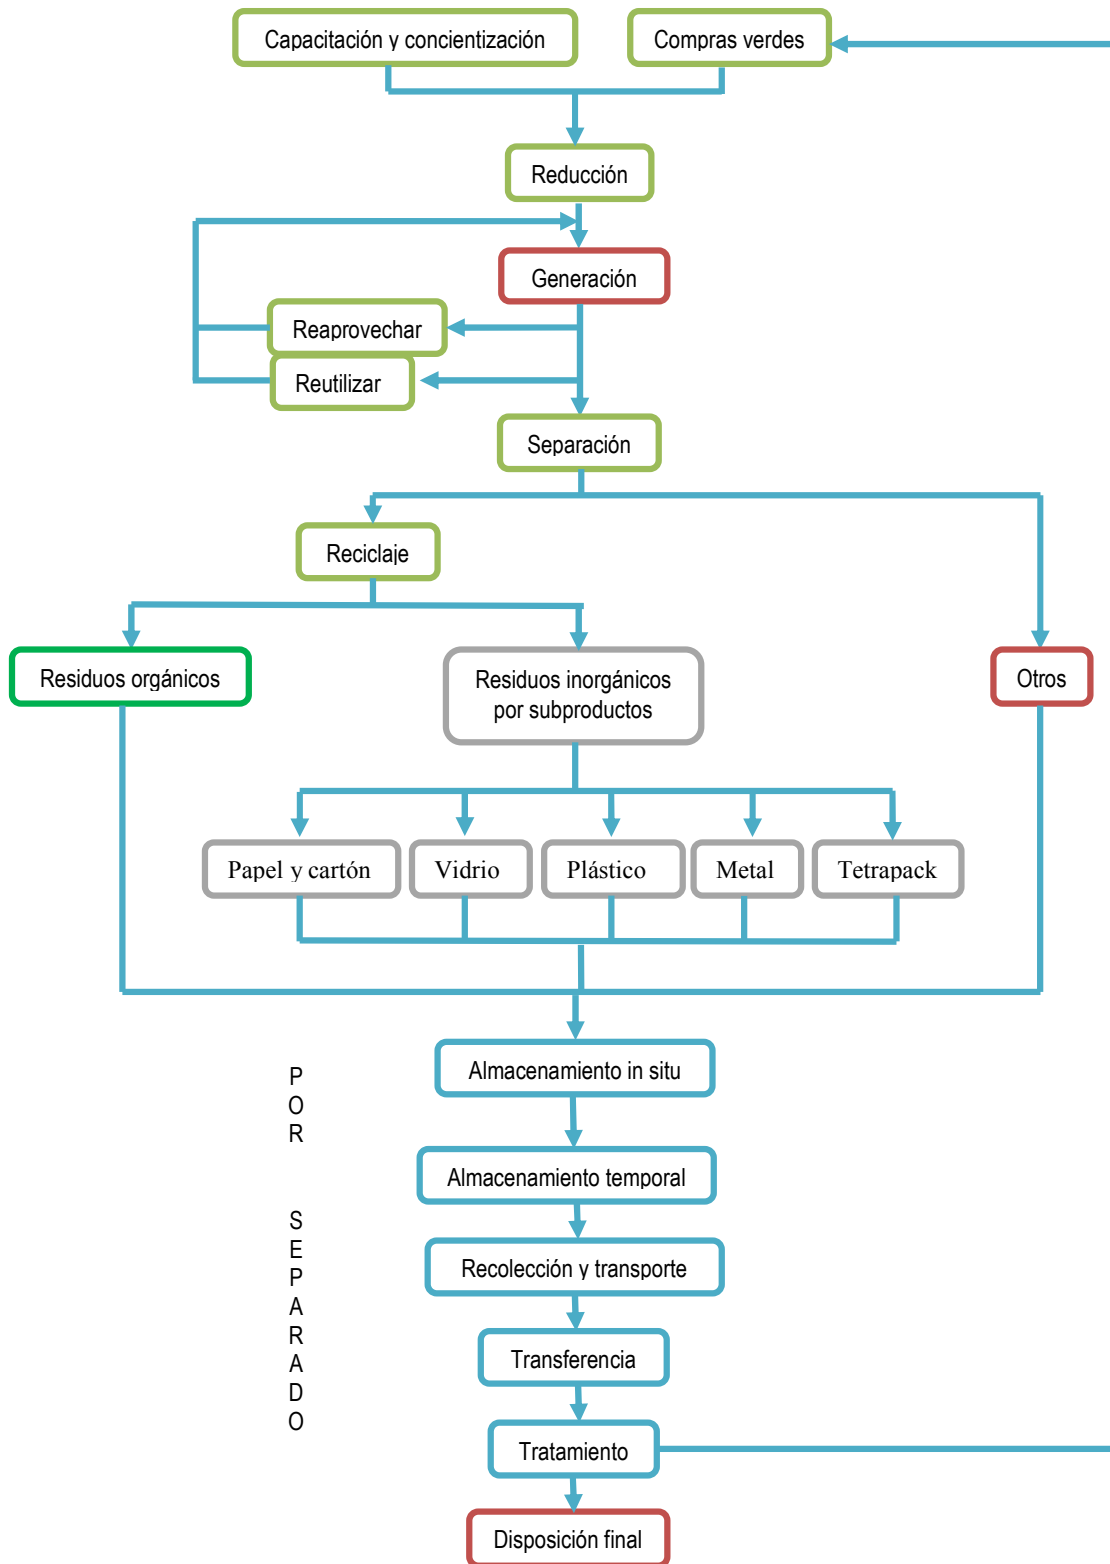 Capacitación y concientización
Compras verdes
Reducción
Generación
Reaprovechar
Reutilizar
Separación
Reciclaje
Residuos orgánicos
Residuos inorgánicos
por subproductos
Otros
Papel y cartón
Vidrio
Plástico
Metal
Tetrapack
Almacenamiento in situ
Almacenamiento temporal
Recolección y transporte
Transferencia
Tratamiento
Disposición final
P
O
R
S
E
P
A
R
A
D
O